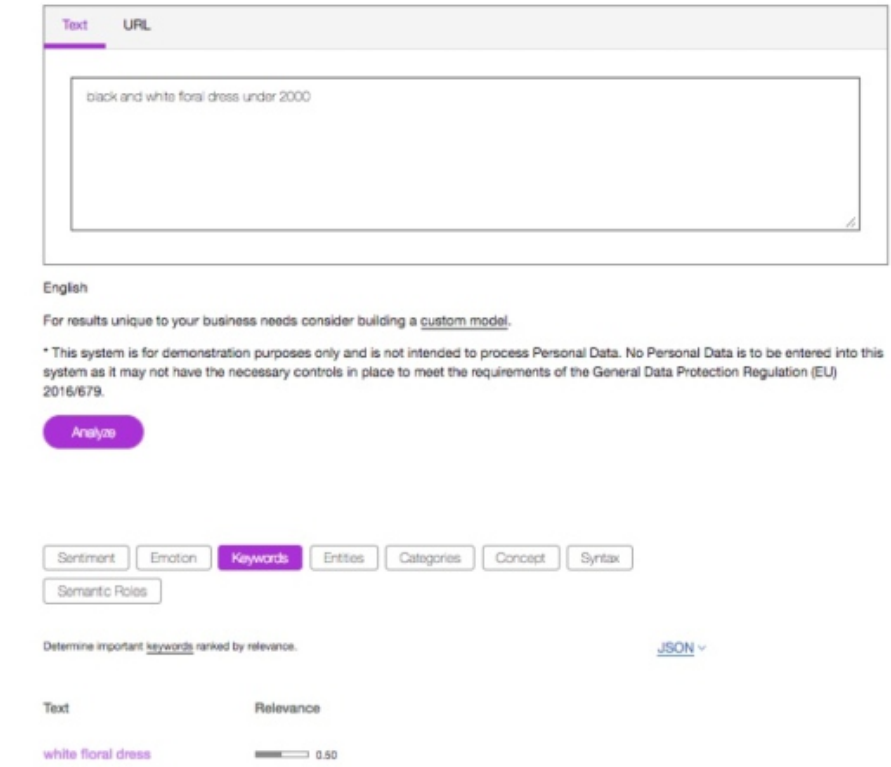 Text URL
black and white floral dress under 2000
English
For results unique to your business needs consider building a custom model.
* This system is for demonstration purposes only and is not intended to process Personal Data. No Personal Data is to be entered into this
system as it may not have the necessary controls in place to meet the requirements of the General Data Protection Regulation (EU)
2016/679.
Analyze
Sentiment Emotion Keywords Entities Categories Concept Syntax
Semantic Roles
Determine important keywords ranked by relevance. JSON
Text Relevance
white floral dress 0.50